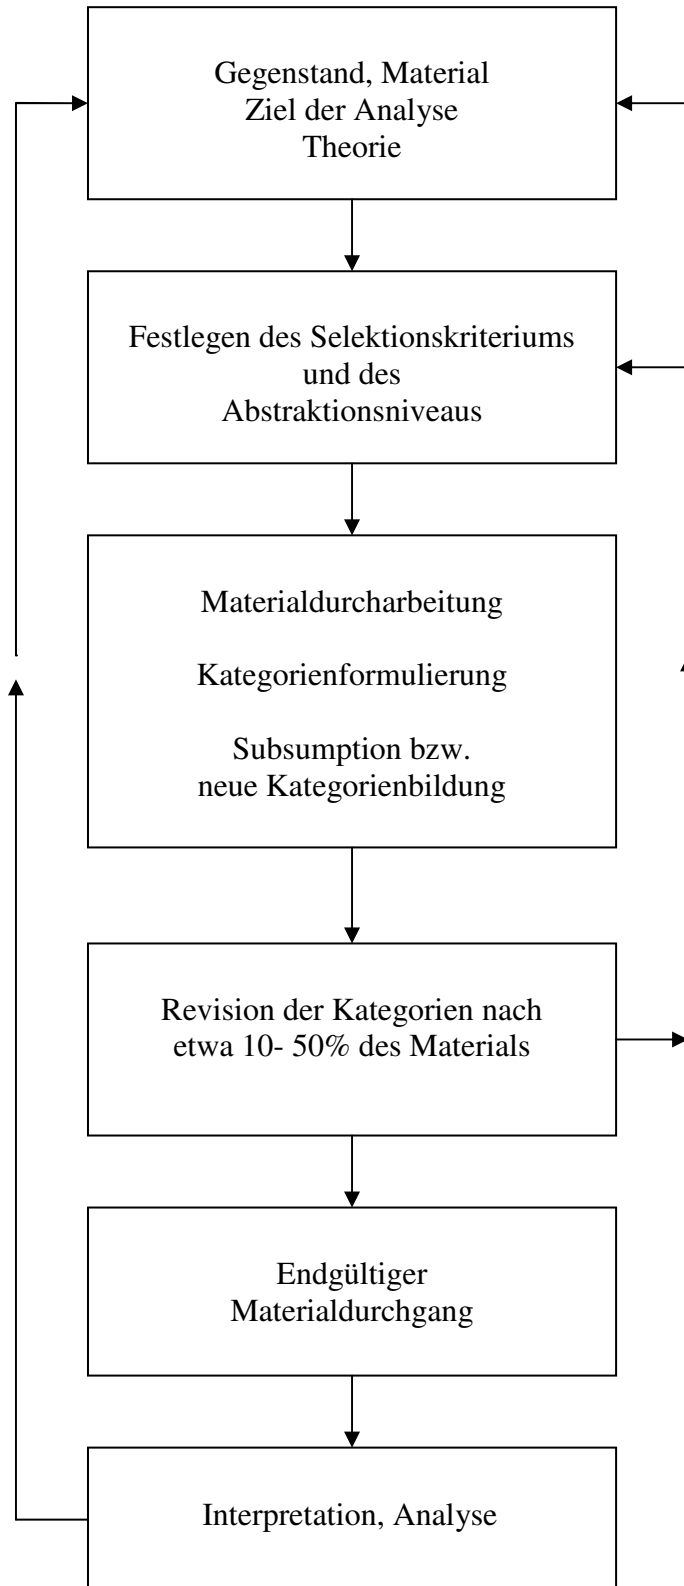 Gegenstand, Material
Ziel der Analyse
Theorie
Festlegen des Selektionskriteriums
und des
Abstraktionsniveaus
Materialdurcharbeitung
Kategorienformulierung
Subsumption bzw.
neue Kategorienbildung
Revision der Kategorien nach
etwa 10- 50% des Materials
Endgültiger
Materialdurchgang
Interpretation, Analyse